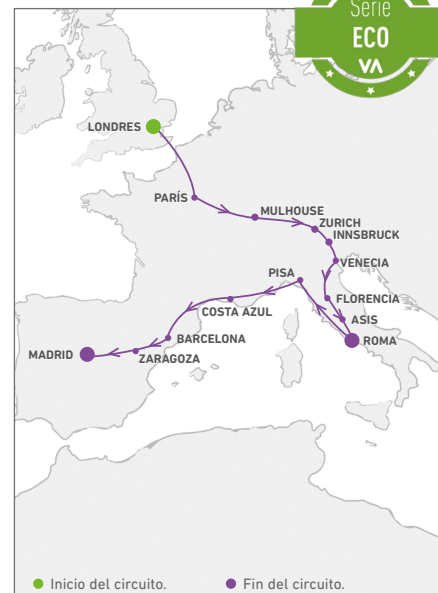 Serie
ECO
VA
LONDRES
PARÍS
MULHOUSE
ZURICH
INNSBRUCK
VENECIA
PISA
FLORENCIA
COSTA AZUL
ASIS
BARCELONA
ROMA
MADRID
ZARAGOZA
Inicio del circuito.
Fin del circuito.